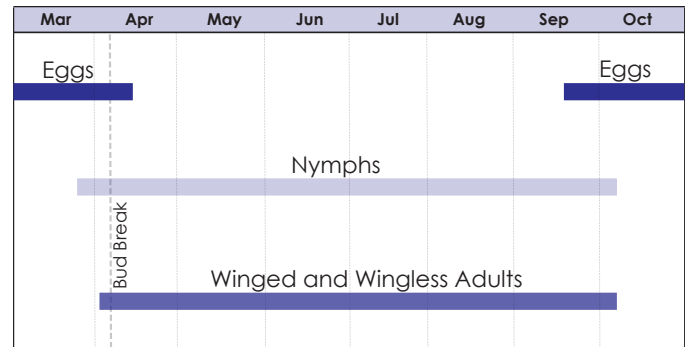 Mar Apr May Jun Jul Aug Sep Oct
Eggs Eggs
Nymphs
Bud Break
Winged and Wingless Adults